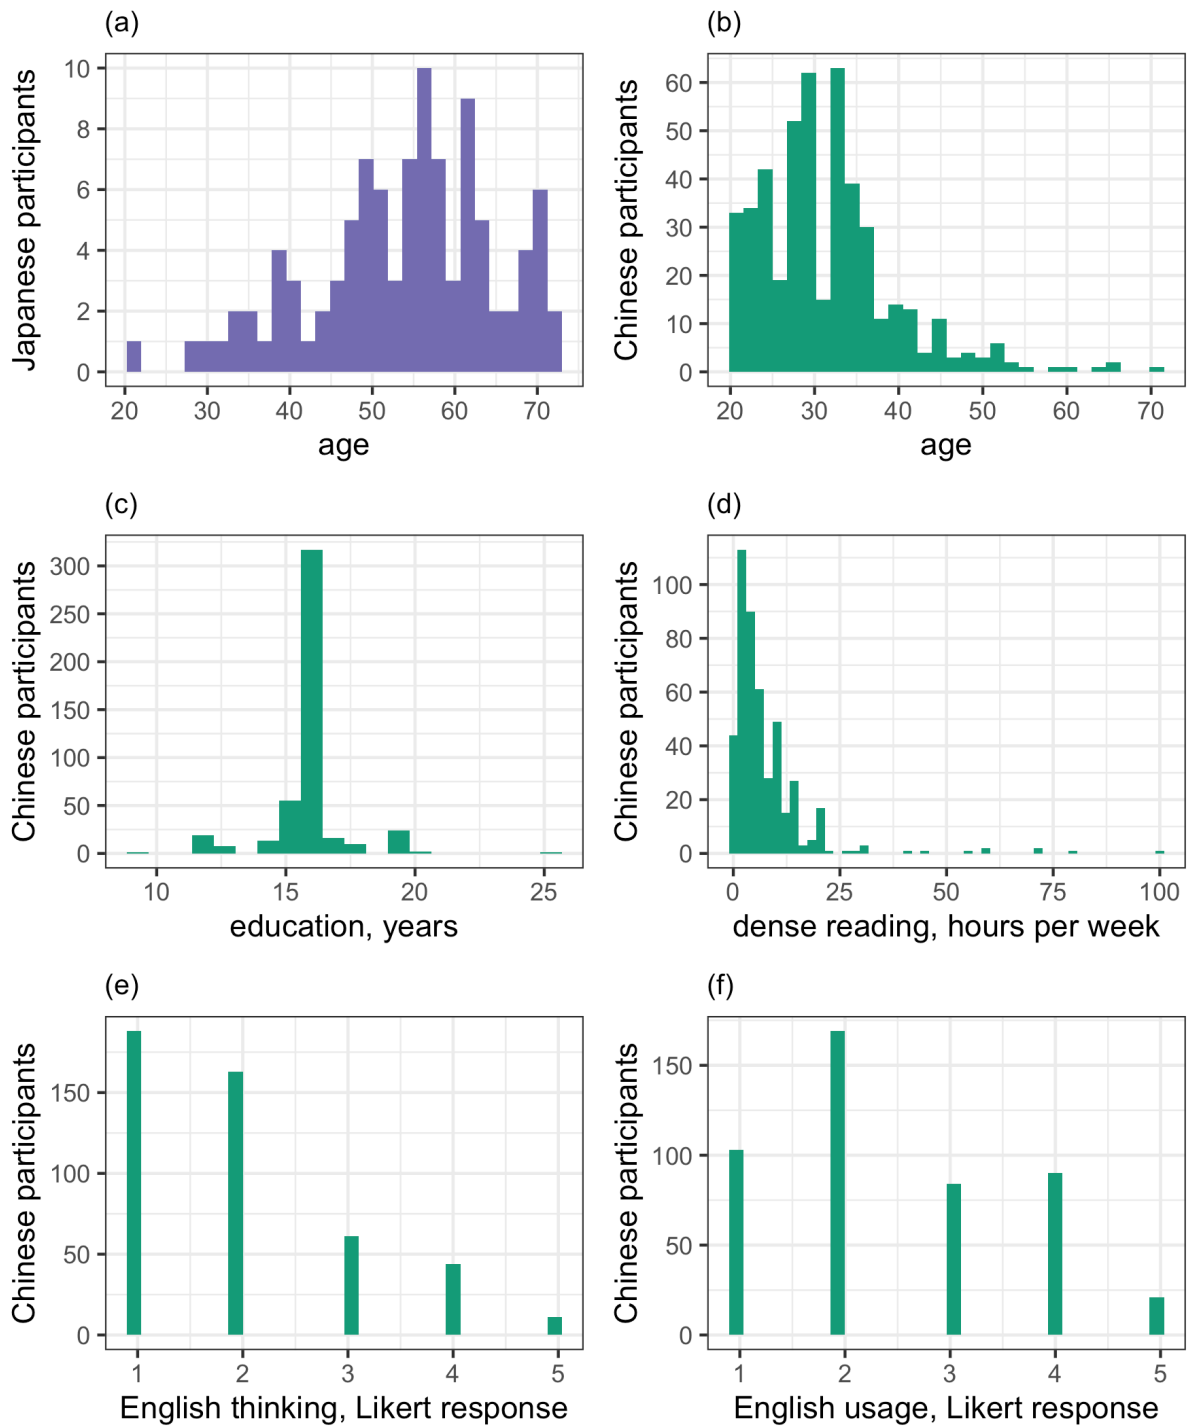 (a)
Japanese participants
10
8
6
4
2
0
20 30 40 50 60 70
age
(b)
Chinese participants
60
50
40
30
20
10
0
20 30 40 50 60 70
age
(c)
Chinese participants
300
250
200
150
100
50
0
10 15 20 25
education, years
(d)
Chinese participants
100
80
60
40
20
0
0 25 50 75 100
dense reading, hours per week
(e)
Chinese participants
150
100
50
0
1 2 3 4 5
English thinking, Likert response
(f)
Chinese participants
150
100
50
0
1 2 3 4 5
English usage, Likert response